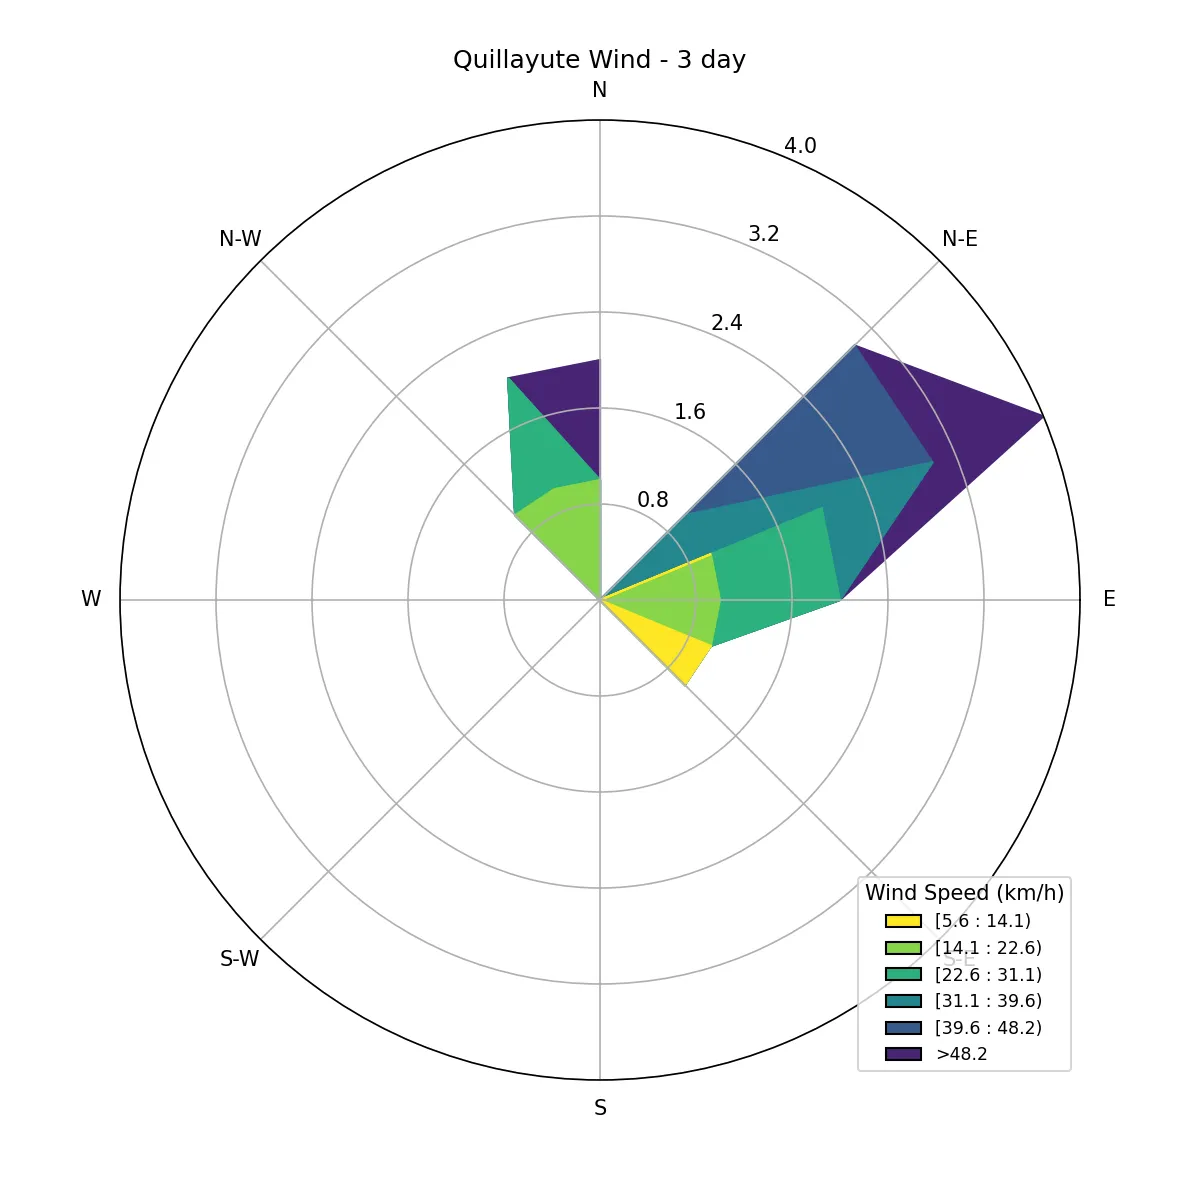 Quillayute Wind - 3 day
N
4.0
3.2
N-W
N-E
2.4
1.6
0.8
W
E
Wind Speed (km/h)
[5.6 : 14.1)
[14.1 : 22.6)
S-W
S-E
[22.6 : 31.1)
[31.1 : 39.6)
[39.6 : 48.2)
>48.2
S